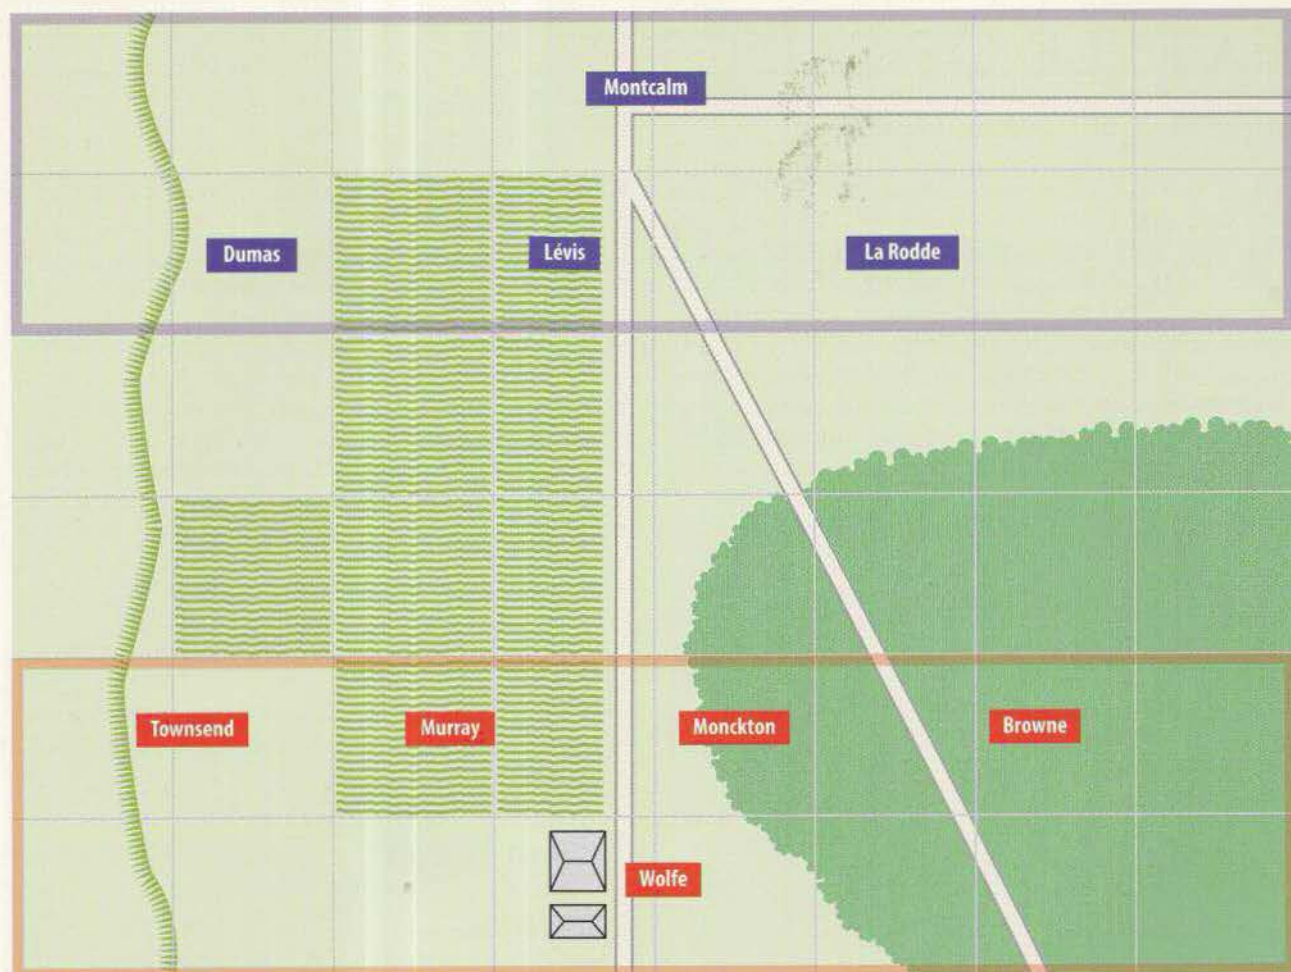 Montcalm
Dumas
Lévis
La Rodde
Townsend
Murray
Monckton
Browne
Wolfe